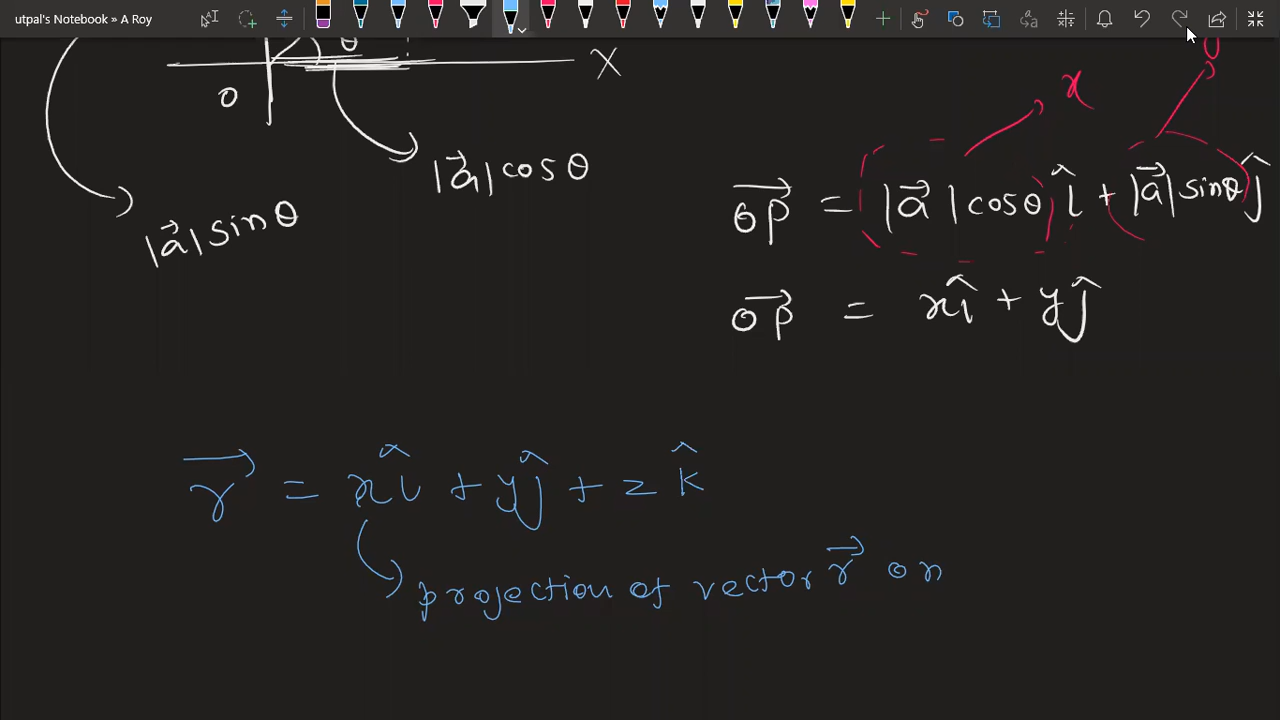 utpal's Notebook » A Roy
θ
X
O
x
|a⃗|cosθ
|a⃗|sinθ
OP⃗ = |a⃗|cosθ î + |a⃗|sinθ ĵ
OP⃗ = xî + yĵ
r⃗ = xî + yĵ + zk̂
projection of vector r⃗ on